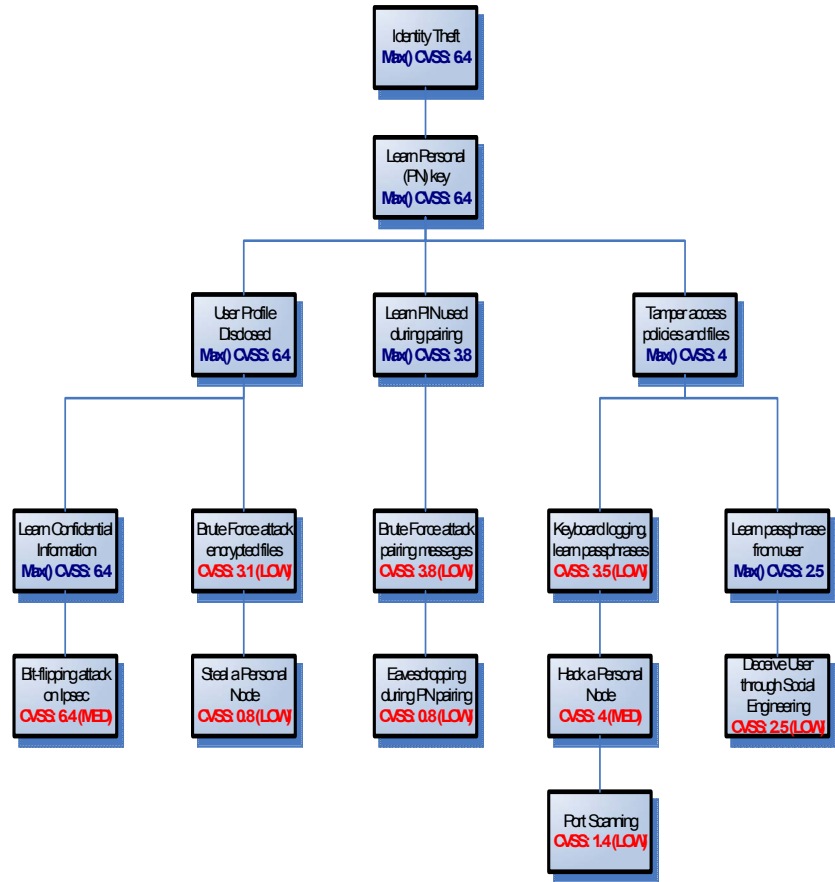 Identity Theft
Max() CVSS: 6.4
Learn Personal
(PN) key
Max() CVSS: 6.4
User Profile
Disclosed
Max() CVSS: 6.4
Learn PIN used
during pairing
Max() CVSS: 3.8
Tamper access
policies and files
Max() CVSS: 4
Learn Confidential
Information
Max() CVSS: 6.4
Brute Force attack
encrypted files
CVSS: 3.1 (LOW)
Brute Force attack
pairing messages
CVSS: 3.8 (LOW)
Keyboard logging,
learn passphrases
CVSS: 3.5 (LOW)
Learn passphrase
from user
Max() CVSS: 2.5
Bit-flipping attack
on Ipsec
CVSS: 6.4 (MED)
Steal a Personal
Node
CVSS: 0.8 (LOW)
Eavesdropping
during PN pairing
CVSS: 0.8 (LOW)
Hack a Personal
Node
CVSS: 4 (MED)
Deceive User
through Social
Engineering
CVSS: 2.5 (LOW)
Port Scanning
CVSS: 1.4 (LOW)